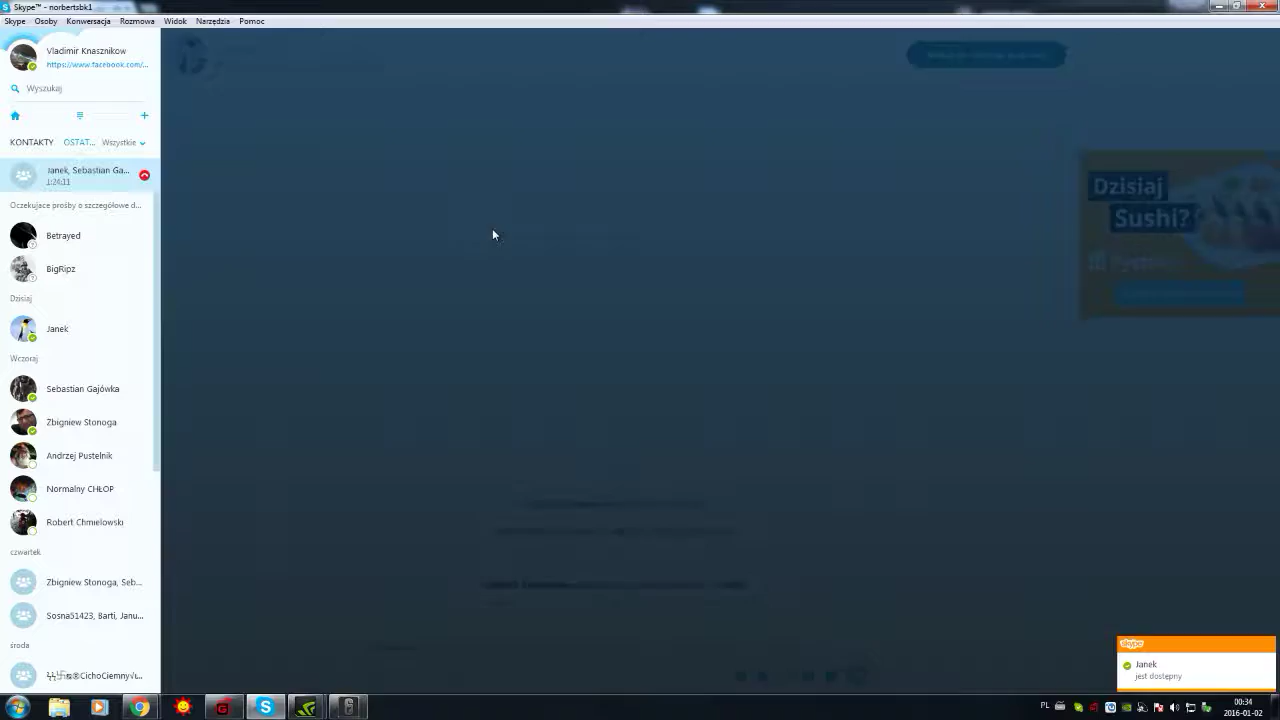 Skype™ - norbertsbk1
Skype Osoby Konwersacja Rozmowa Widok Narzędzia Pomoc
Vladimir Knasznikow
https://www.facebook.com/...
Wyszukaj
KONTAKTY OSTAT... Wszystkie
Janek, Sebastian Ga...
1:24:11
Oczekujące prośby o szczegółowe d...
Betrayed
BigRipz
Dzisiaj
Janek
Wczoraj
Sebastian Gajówka
Zbigniew Stonoga
Andrzej Pustelnik
Normalny CHŁOP
Robert Chmielowski
czwartek
Zbigniew Stonoga, Seb...
Sosna51423, Barti, Janu...
środa
CichoCiemny
Dzisiaj
Sushi?
skype
Janek
jest dostępny
PL
00:34
2016-01-02